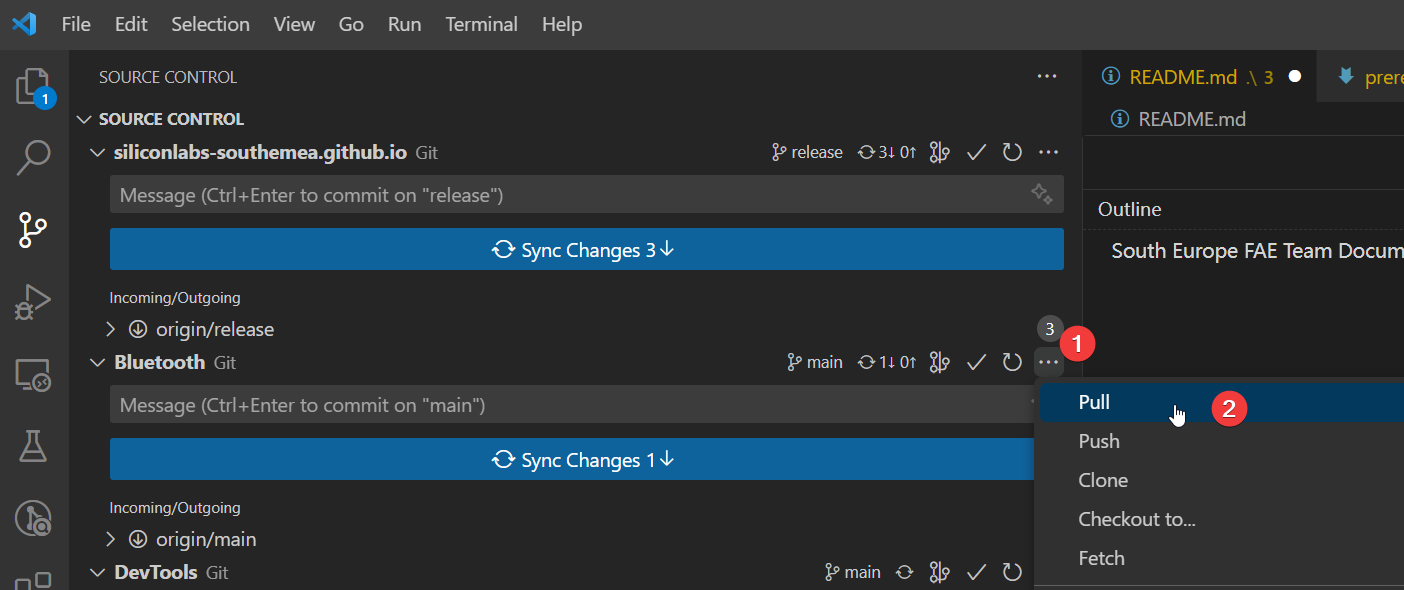 File Edit Selection View Go Run Terminal Help
SOURCE CONTROL ...
README.md .\ 3
prere
1
SOURCE CONTROL
README.md
siliconlabs-southemea.github.io Git release 3↓ 0↑ ...
Message (Ctrl+Enter to commit on "release")
Outline
Sync Changes 3↓
South Europe FAE Team Docum
Incoming/Outgoing
origin/release
3
1
Bluetooth Git main 1↓ 0↑ ...
Message (Ctrl+Enter to commit on "main")
Pull
2
Push
Sync Changes 1↓
Clone
Incoming/Outgoing
Checkout to...
origin/main
Fetch
DevTools Git main